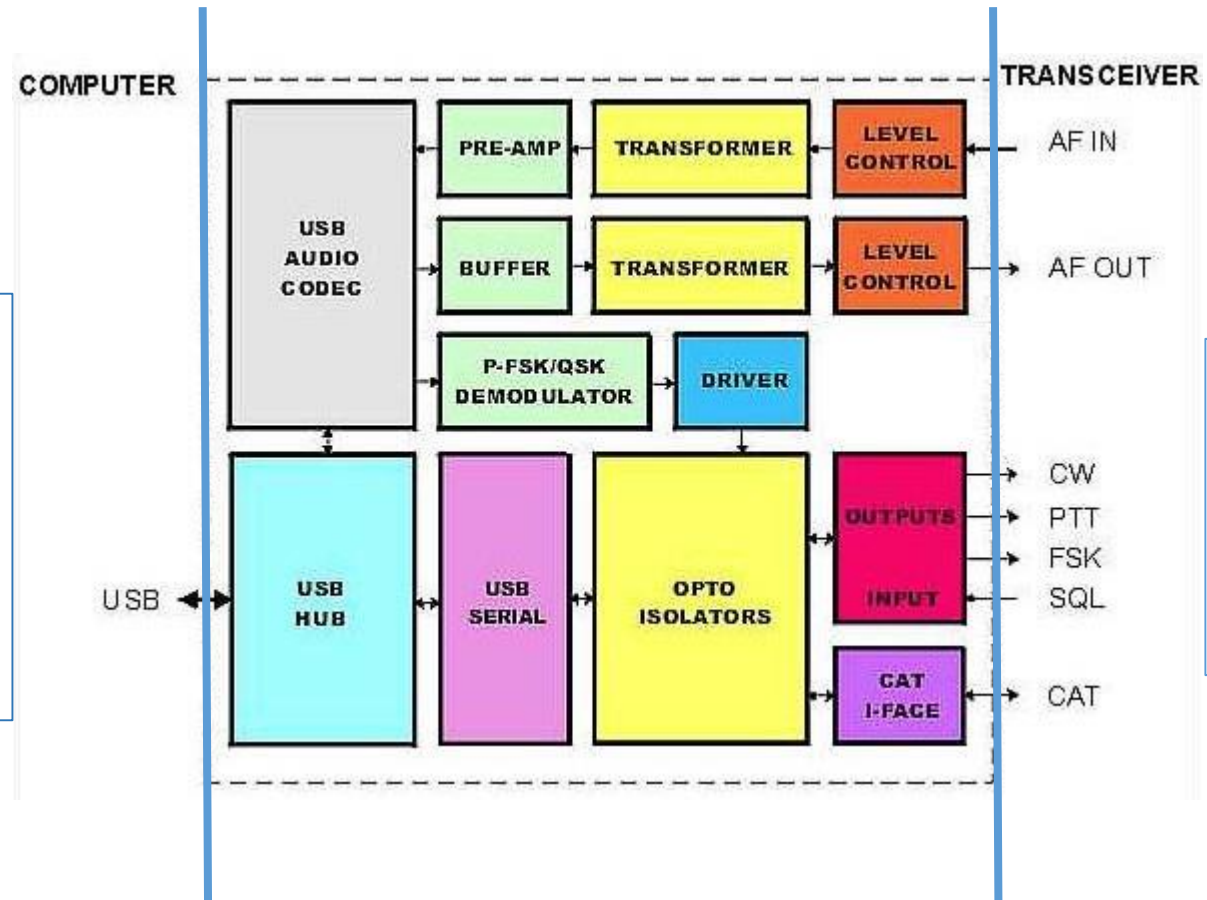 COMPUTER
TRANSCEIVER
USB
AUDIO
CODEC
PRE-AMP
TRANSFORMER
LEVEL
CONTROL
AF IN
BUFFER
TRANSFORMER
LEVEL
CONTROL
AF OUT
P-FSK/QSK
DEMODULATOR
DRIVER
USB
USB
HUB
USB
SERIAL
OPTO
ISOLATORS
OUTPUTS
INPUT
CW
PTT
FSK
SQL
CAT
I-FACE
CAT